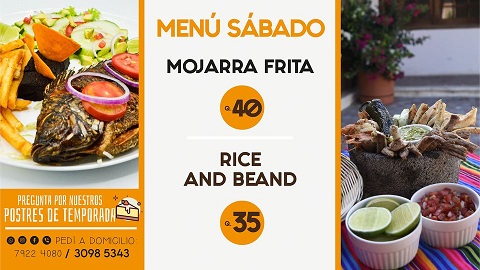 MENÚ SÁBADO
MOJARRA FRITA
Q.40
RICE
AND BEAND
Q.35
PREGUNTA POR NUESTROS
POSTRES DE TEMPORADA
PEDÍ A DOMICILIO
7922 4080 / 3098 5343